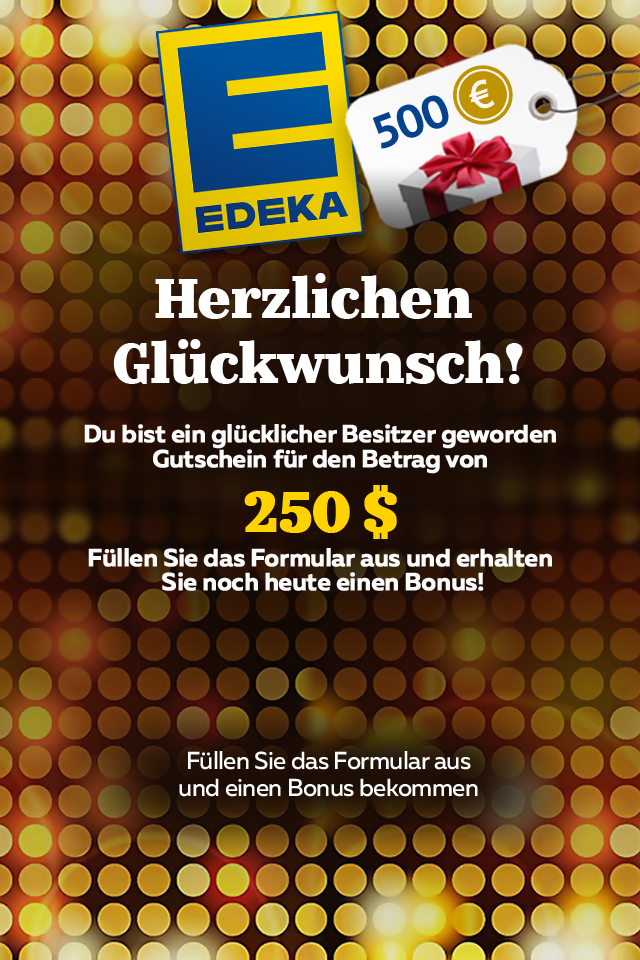 EDEKA
500 €
Herzlichen
Glückwunsch!
Du bist ein glücklicher Besitzer geworden
Gutschein für den Betrag von
250 $
Füllen Sie das Formular aus und erhalten
Sie noch heute einen Bonus!
Füllen Sie das Formular aus
und einen Bonus bekommen